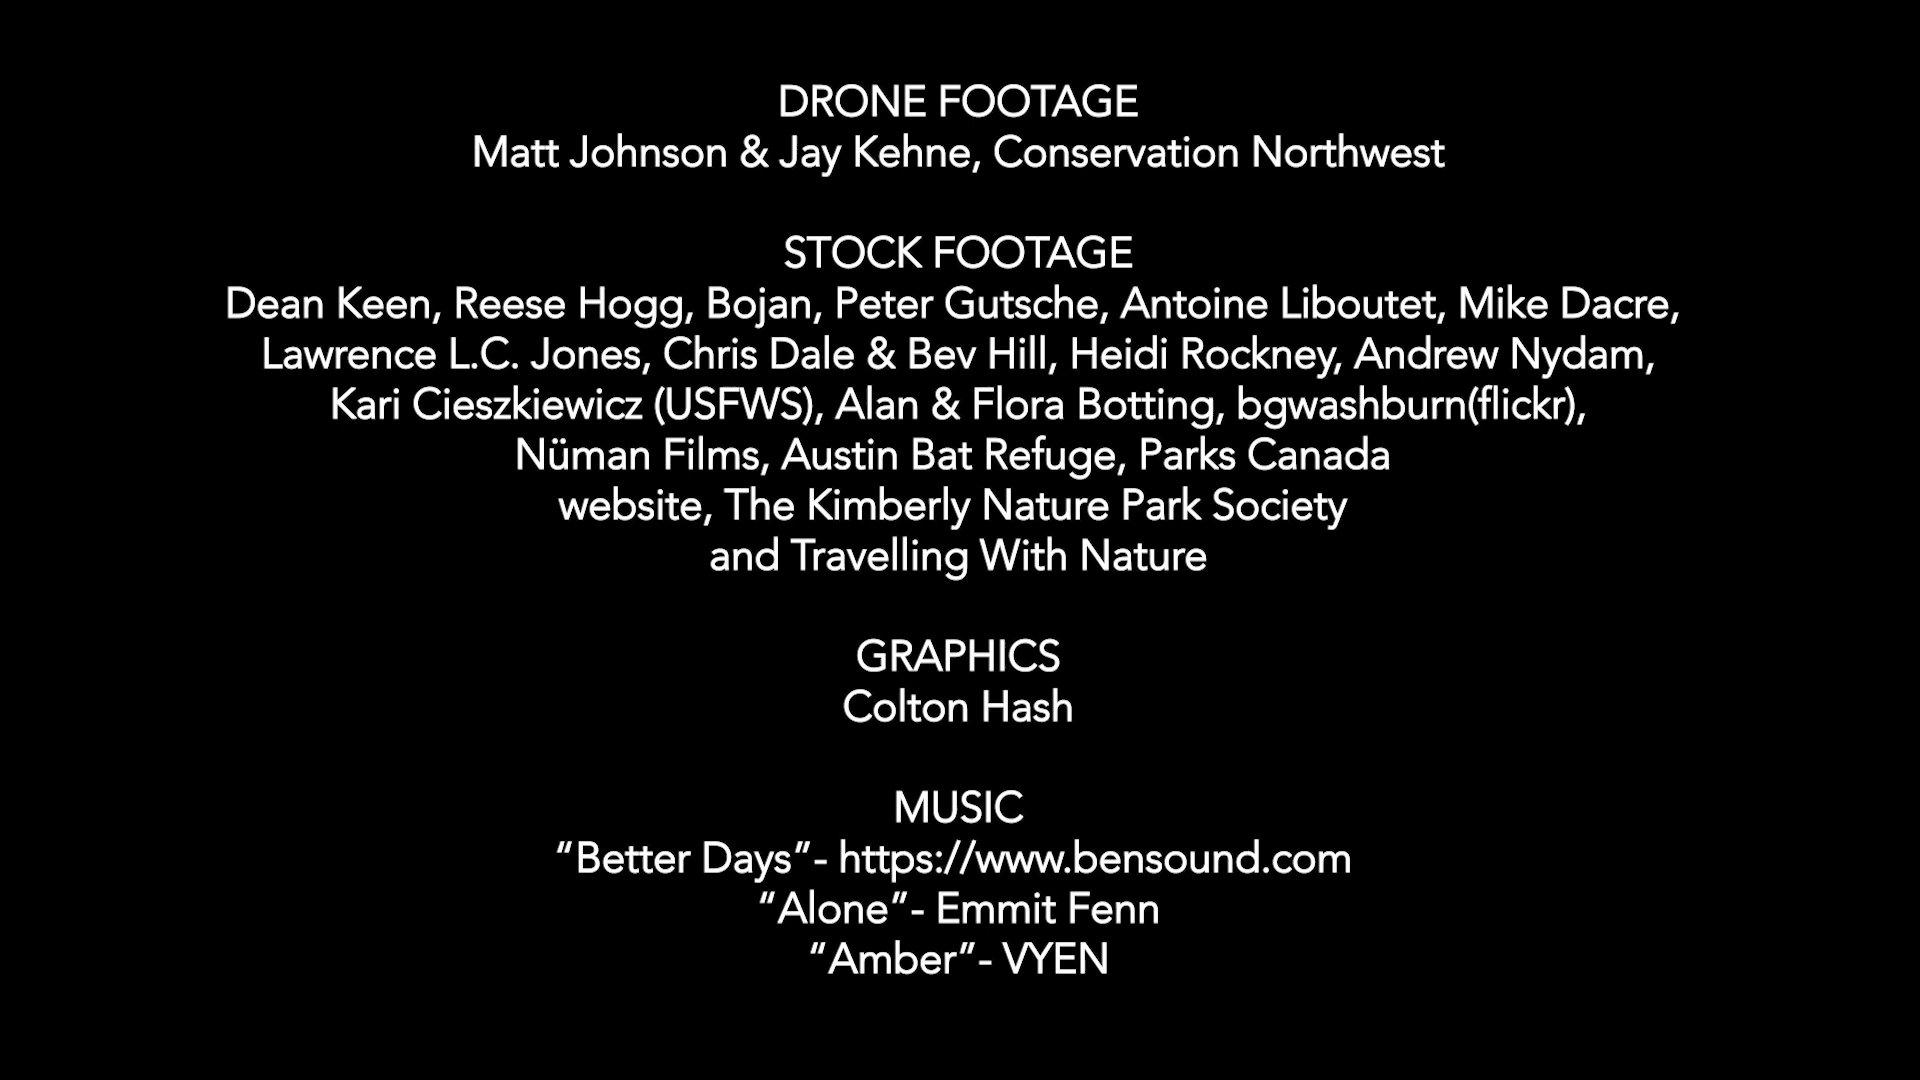 DRONE FOOTAGE
Matt Johnson & Jay Kehne, Conservation Northwest
STOCK FOOTAGE
Dean Keen, Reese Hogg, Bojan, Peter Gutsche, Antoine Liboutet, Mike Dacre,
Lawrence L.C. Jones, Chris Dale & Bev Hill, Heidi Rockney, Andrew Nydam,
Kari Cieszkiewicz (USFWS), Alan & Flora Botting, bgwashburn(flickr),
Nüman Films, Austin Bat Refuge, Parks Canada
website, The Kimberly Nature Park Society
and Travelling With Nature
GRAPHICS
Colton Hash
MUSIC
“Better Days”- https://www.bensound.com
“Alone”- Emmit Fenn
“Amber”- VYEN